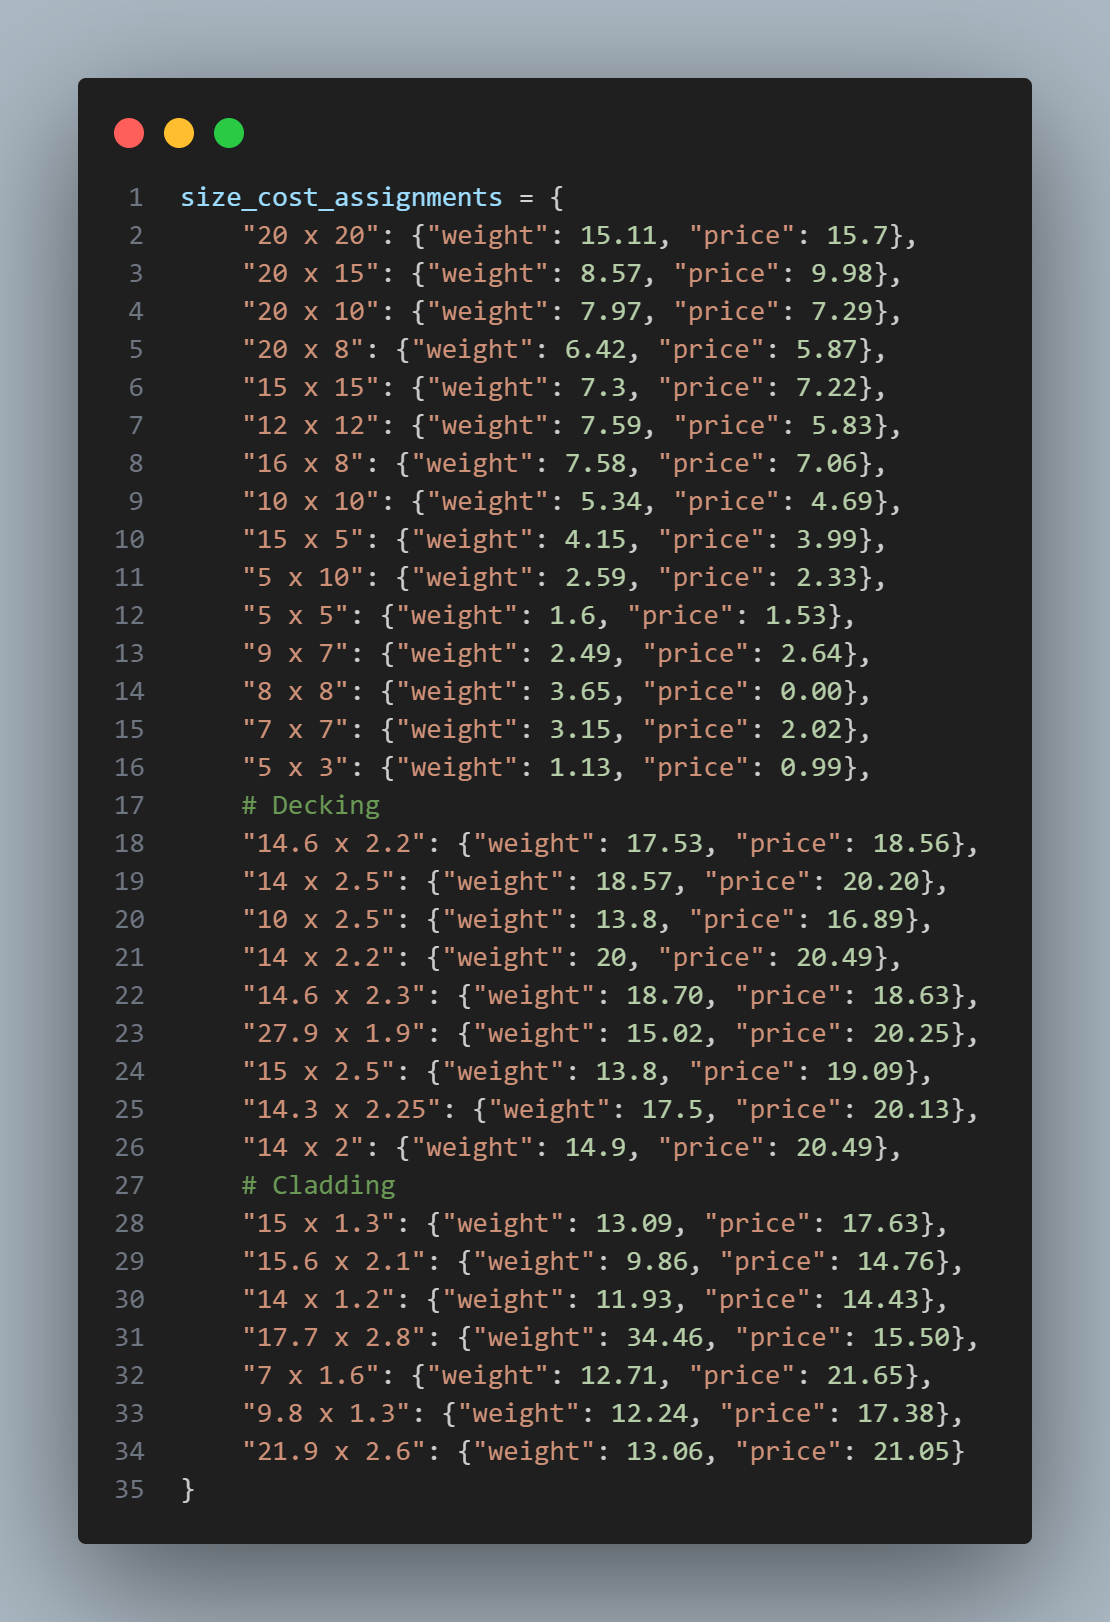 1 size_cost_assignments = {
2     "20 x 20": {"weight": 15.11, "price": 15.7},
3     "20 x 15": {"weight": 8.57, "price": 9.98},
4     "20 x 10": {"weight": 7.97, "price": 7.29},
5     "20 x 8": {"weight": 6.42, "price": 5.87},
6     "15 x 15": {"weight": 7.3, "price": 7.22},
7     "12 x 12": {"weight": 7.59, "price": 5.83},
8     "16 x 8": {"weight": 7.58, "price": 7.06},
9     "10 x 10": {"weight": 5.34, "price": 4.69},
10     "15 x 5": {"weight": 4.15, "price": 3.99},
11     "5 x 10": {"weight": 2.59, "price": 2.33},
12     "5 x 5": {"weight": 1.6, "price": 1.53},
13     "9 x 7": {"weight": 2.49, "price": 2.64},
14     "8 x 8": {"weight": 3.65, "price": 0.00},
15     "7 x 7": {"weight": 3.15, "price": 2.02},
16     "5 x 3": {"weight": 1.13, "price": 0.99},
17     # Decking
18     "14.6 x 2.2": {"weight": 17.53, "price": 18.56},
19     "14 x 2.5": {"weight": 18.57, "price": 20.20},
20     "10 x 2.5": {"weight": 13.8, "price": 16.89},
21     "14 x 2.2": {"weight": 20, "price": 20.49},
22     "14.6 x 2.3": {"weight": 18.70, "price": 18.63},
23     "27.9 x 1.9": {"weight": 15.02, "price": 20.25},
24     "15 x 2.5": {"weight": 13.8, "price": 19.09},
25     "14.3 x 2.25": {"weight": 17.5, "price": 20.13},
26     "14 x 2": {"weight": 14.9, "price": 20.49},
27     # Cladding
28     "15 x 1.3": {"weight": 13.09, "price": 17.63},
29     "15.6 x 2.1": {"weight": 9.86, "price": 14.76},
30     "14 x 1.2": {"weight": 11.93, "price": 14.43},
31     "17.7 x 2.8": {"weight": 34.46, "price": 15.50},
32     "7 x 1.6": {"weight": 12.71, "price": 21.65},
33     "9.8 x 1.3": {"weight": 12.24, "price": 17.38},
34     "21.9 x 2.6": {"weight": 13.06, "price": 21.05}
35 }